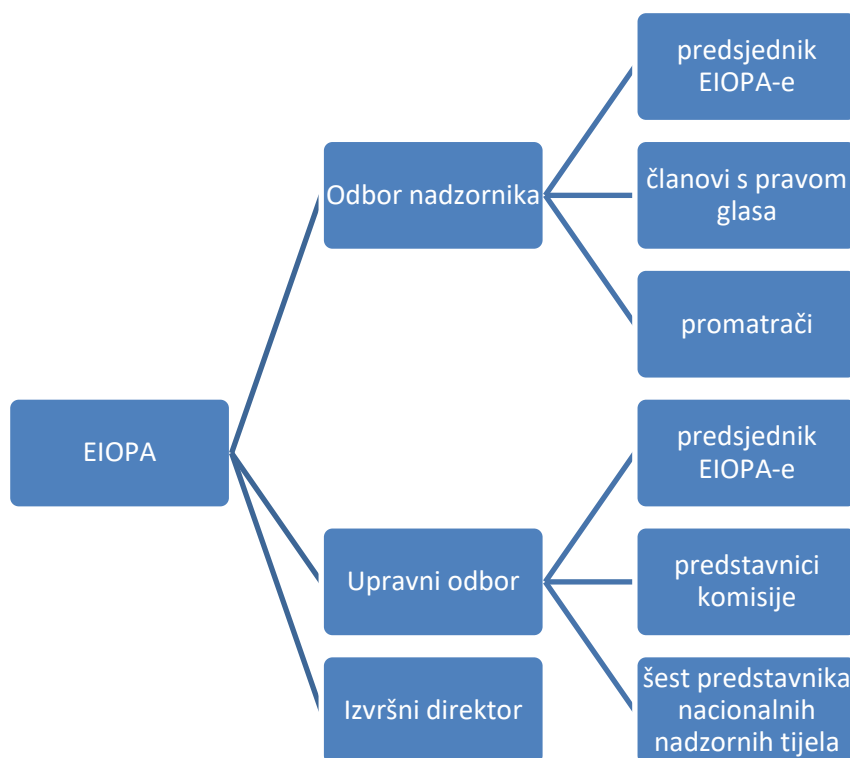 EIOPA
Odbor nadzornika
predsjednik
EIOPA-e
članovi s pravom
glasa
promatrači
Upravni odbor
predsjednik
EIOPA-e
predstavnici
komisije
šest predstavnika
nacionalnih
nadzornih tijela
Izvršni direktor